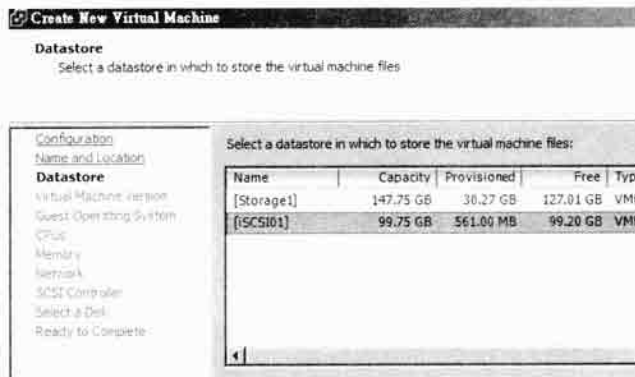 Create New Virtual Machine
Datastore
Select a datastore in which to store the virtual machine files
Configuration
Name and Location
Datastore
Virtual Machine Version
Guest Operating System
CPUs
Memory
Network
SCSI Controller
Select a Disk
Ready to Complete
Select a datastore in which to store the virtual machine files:
Name Capacity Provisioned Free Typ
[Storage1] 147.75 GB 30.27 GB 127.01 GB VM
[iSCSI01] 99.75 GB 561.00 MB 99.20 GB VM